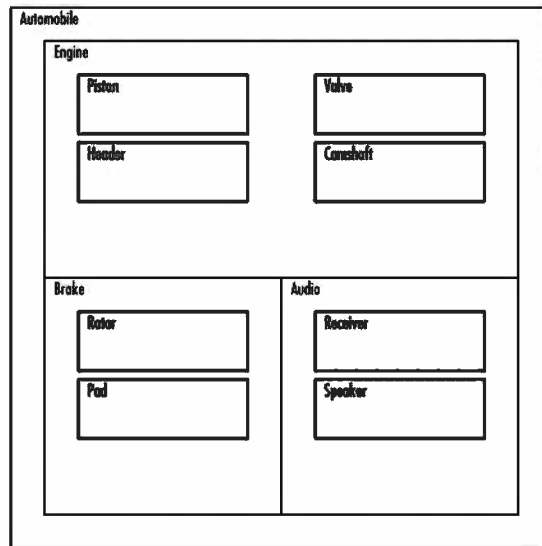 Automobile
Engine
Piston
Valve
Header
Camshaft
Brake
Audio
Rotor
Receiver
Pad
Speaker